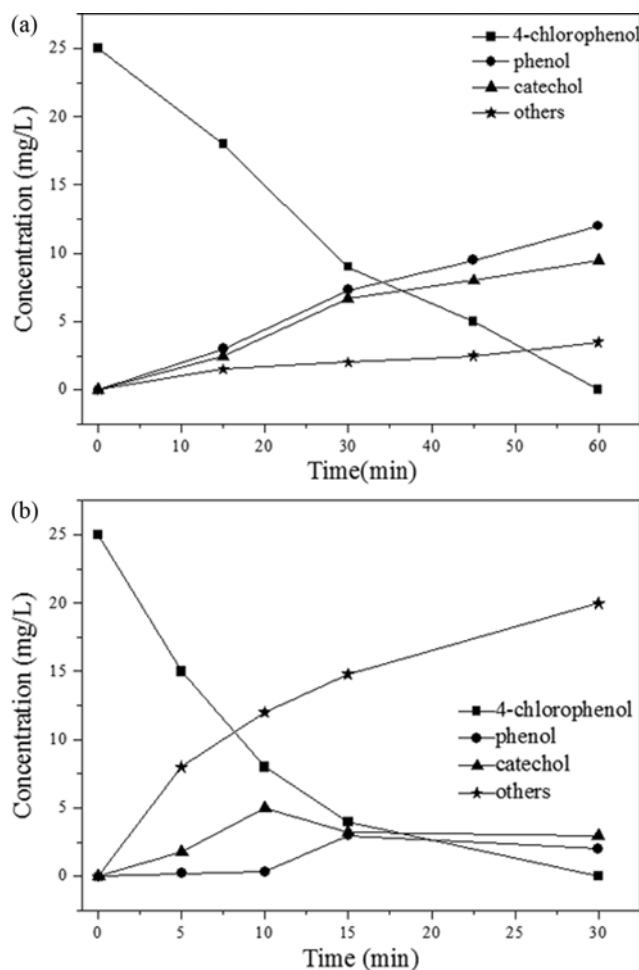 (a)
4-chlorophenol
phenol
catechol
others
Concentration (mg/L)
25
20
15
10
5
0
0 10 20 30 40 50 60
Time(min)
(b)
4-chlorophenol
phenol
catechol
others
Concentration (mg/L)
25
20
15
10
5
0
0 5 10 15 20 25 30
Time (min)